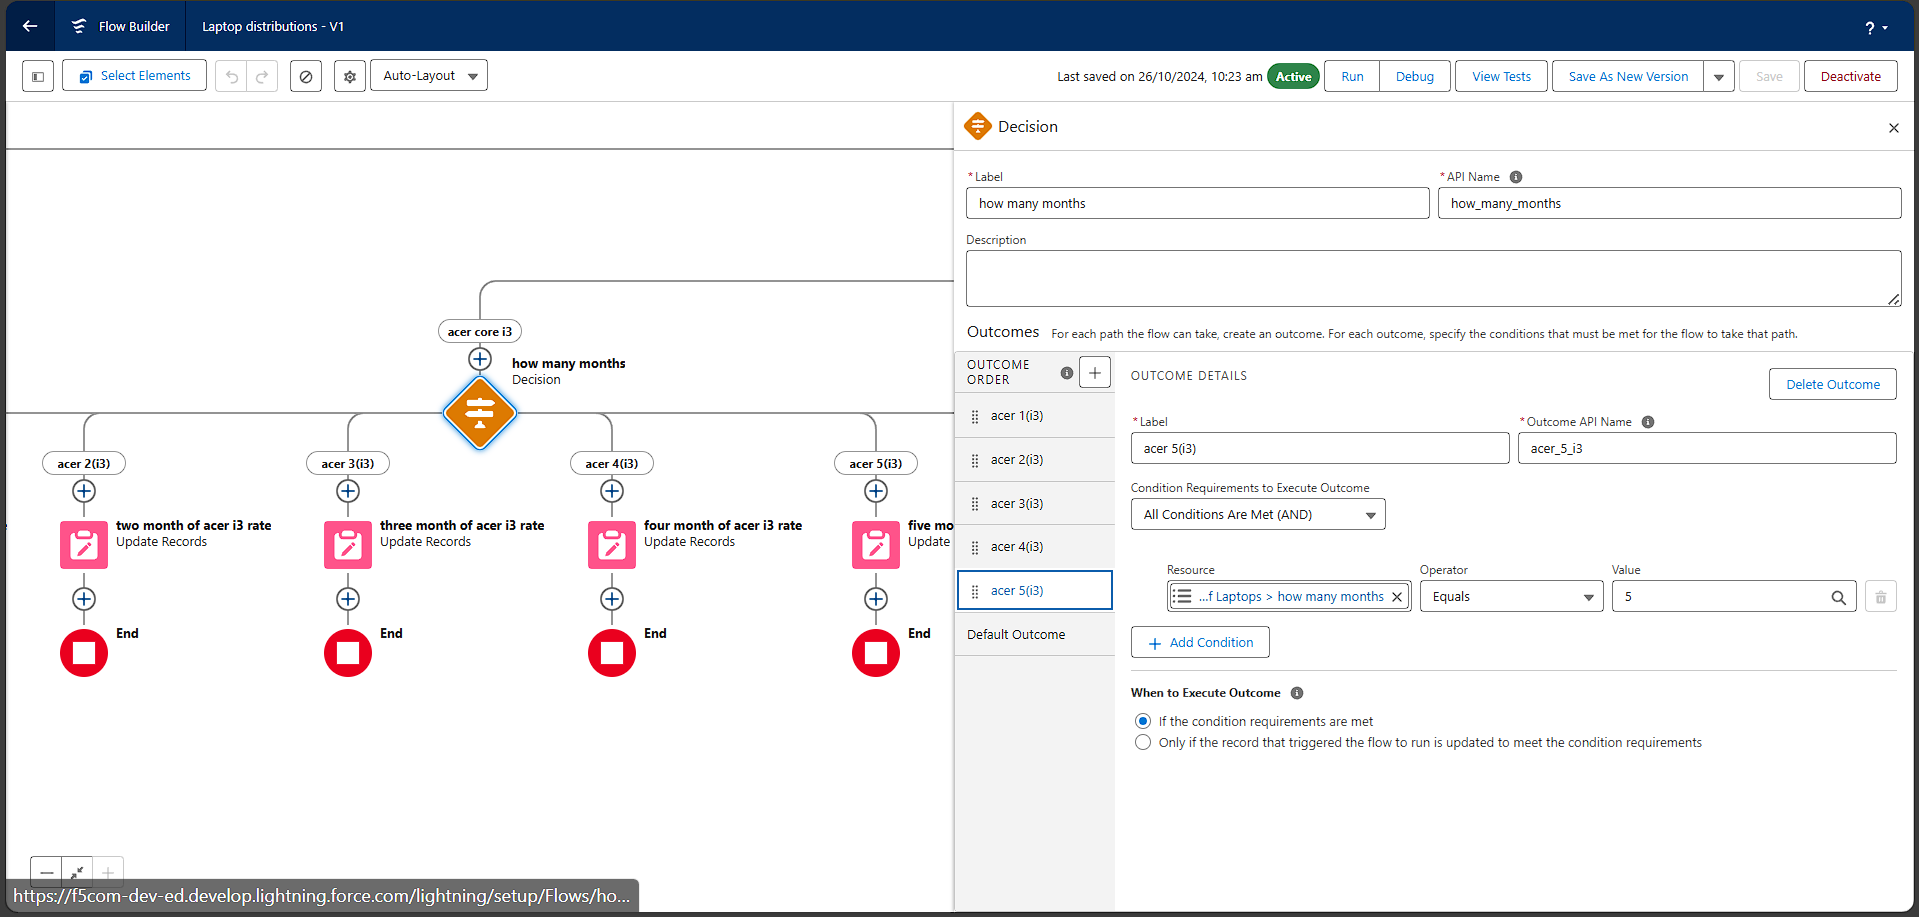 Flow Builder
Laptop distributions - V1
?
Select Elements
Auto-Layout
Last saved on 26/10/2024, 10:23 am
Active
Run
Debug
View Tests
Save As New Version
Save
Deactivate
acer core i3
how many months
Decision
acer 2(i3)
acer 3(i3)
acer 4(i3)
acer 5(i3)
two month of acer i3 rate
Update Records
three month of acer i3 rate
Update Records
four month of acer i3 rate
Update Records
five mo
Update
End
End
End
End
https://f5com-dev-ed.develop.lightning.force.com/lightning/setup/Flows/ho...
Decision
* Label
how many months
* API Name
how_many_months
Description
Outcomes
For each path the flow can take, create an outcome. For each outcome, specify the conditions that must be met for the flow to take that path.
OUTCOME
ORDER
acer 1(i3)
acer 2(i3)
acer 3(i3)
acer 4(i3)
acer 5(i3)
Default Outcome
OUTCOME DETAILS
Delete Outcome
* Label
acer 5(i3)
* Outcome API Name
acer_5_i3
Condition Requirements to Execute Outcome
All Conditions Are Met (AND)
Resource
...f Laptops > how many months
Operator
Equals
Value
5
Add Condition
When to Execute Outcome
If the condition requirements are met
Only if the record that triggered the flow to run is updated to meet the condition requirements